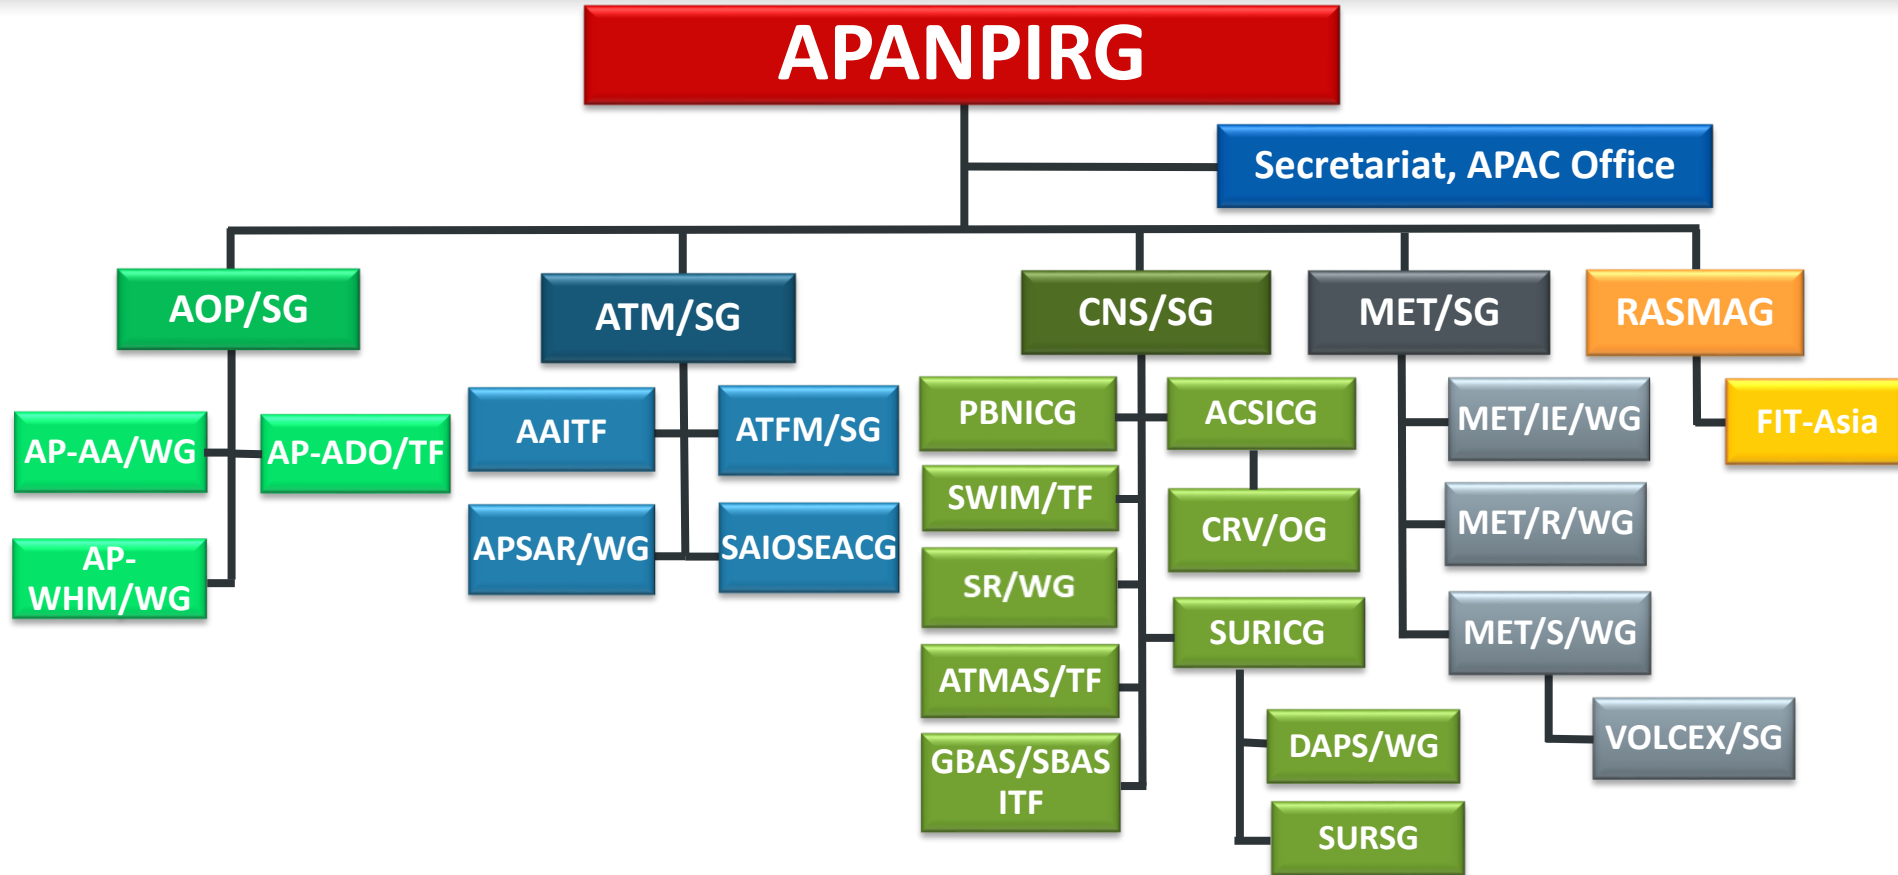 APANPIRG
Secretariat, APAC Office
AOP/SG
ATM/SG
CNS/SG
MET/SG
RASMAG
AP-AA/WG
AP-ADO/TF
AP-
WHM/WG
AAITF
ATFM/SG
APSAR/WG
SAIOSEACG
PBNICG
ACSICG
SWIM/TF
CRV/OG
SR/WG
SURICG
ATMAS/TF
GBAS/SBAS
ITF
DAPS/WG
SURSG
MET/IE/WG
MET/R/WG
MET/S/WG
VOLCEX/SG
FIT-Asia